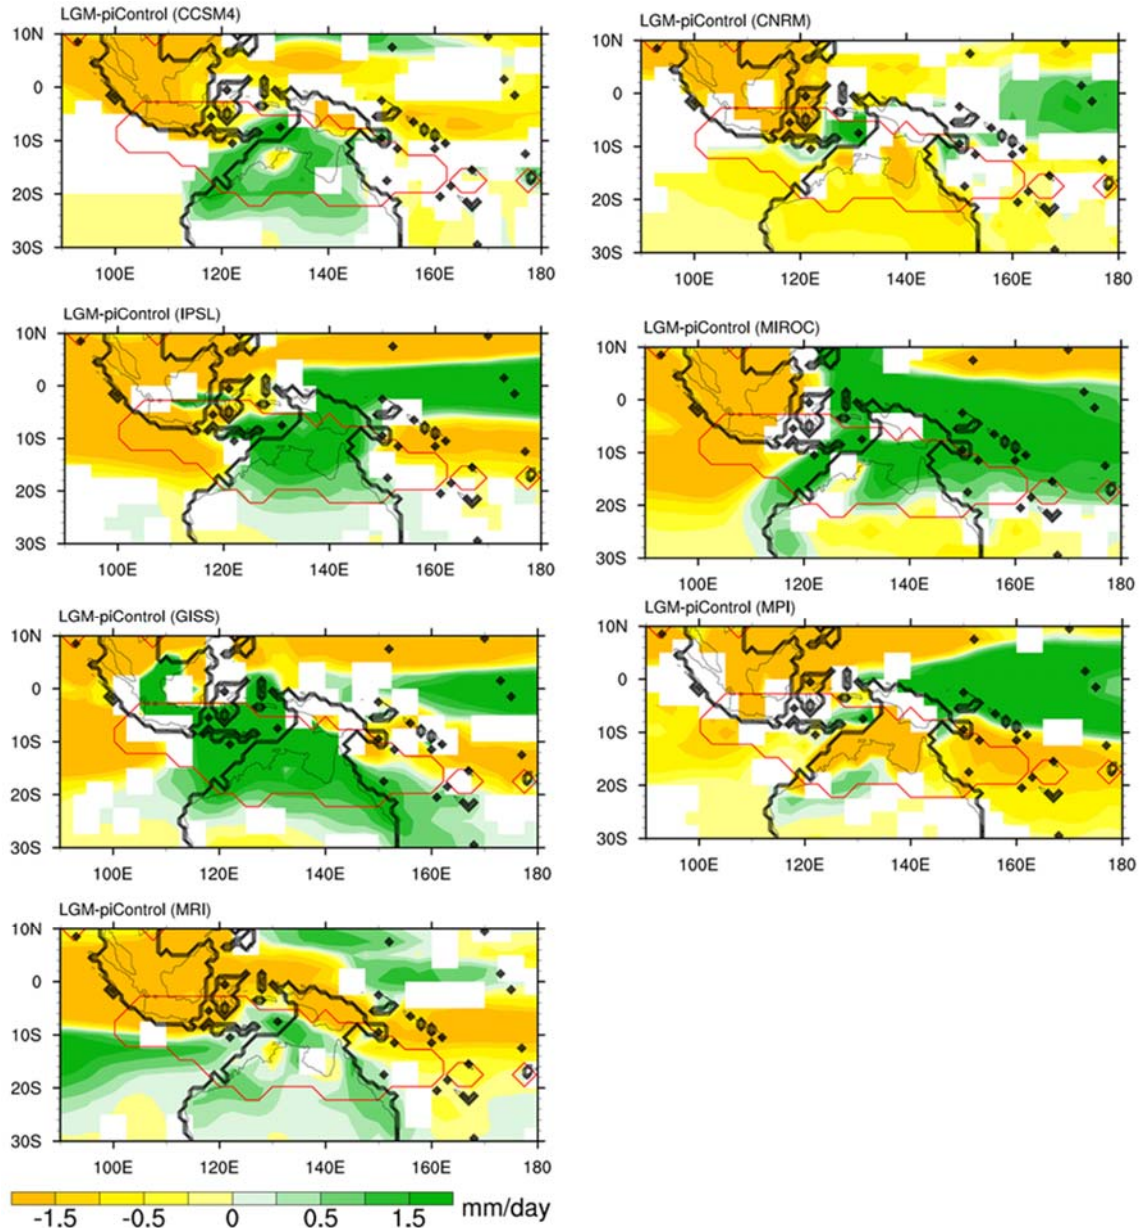 LGM-piControl (CCSM4)
10N
0
10S
20S
30S
100E 120E 140E 160E 180
LGM-piControl (CNRM)
10N
0
10S
20S
30S
100E 120E 140E 160E 180
LGM-piControl (IPSL)
10N
0
10S
20S
30S
100E 120E 140E 160E 180
LGM-piControl (MIROC)
10N
0
10S
20S
30S
100E 120E 140E 160E 180
LGM-piControl (GISS)
10N
0
10S
20S
30S
100E 120E 140E 160E 180
LGM-piControl (MPI)
10N
0
10S
20S
30S
100E 120E 140E 160E 180
LGM-piControl (MRI)
10N
0
10S
20S
30S
100E 120E 140E 160E 180
-1.5 -0.5 0 0.5 1.5 mm/day